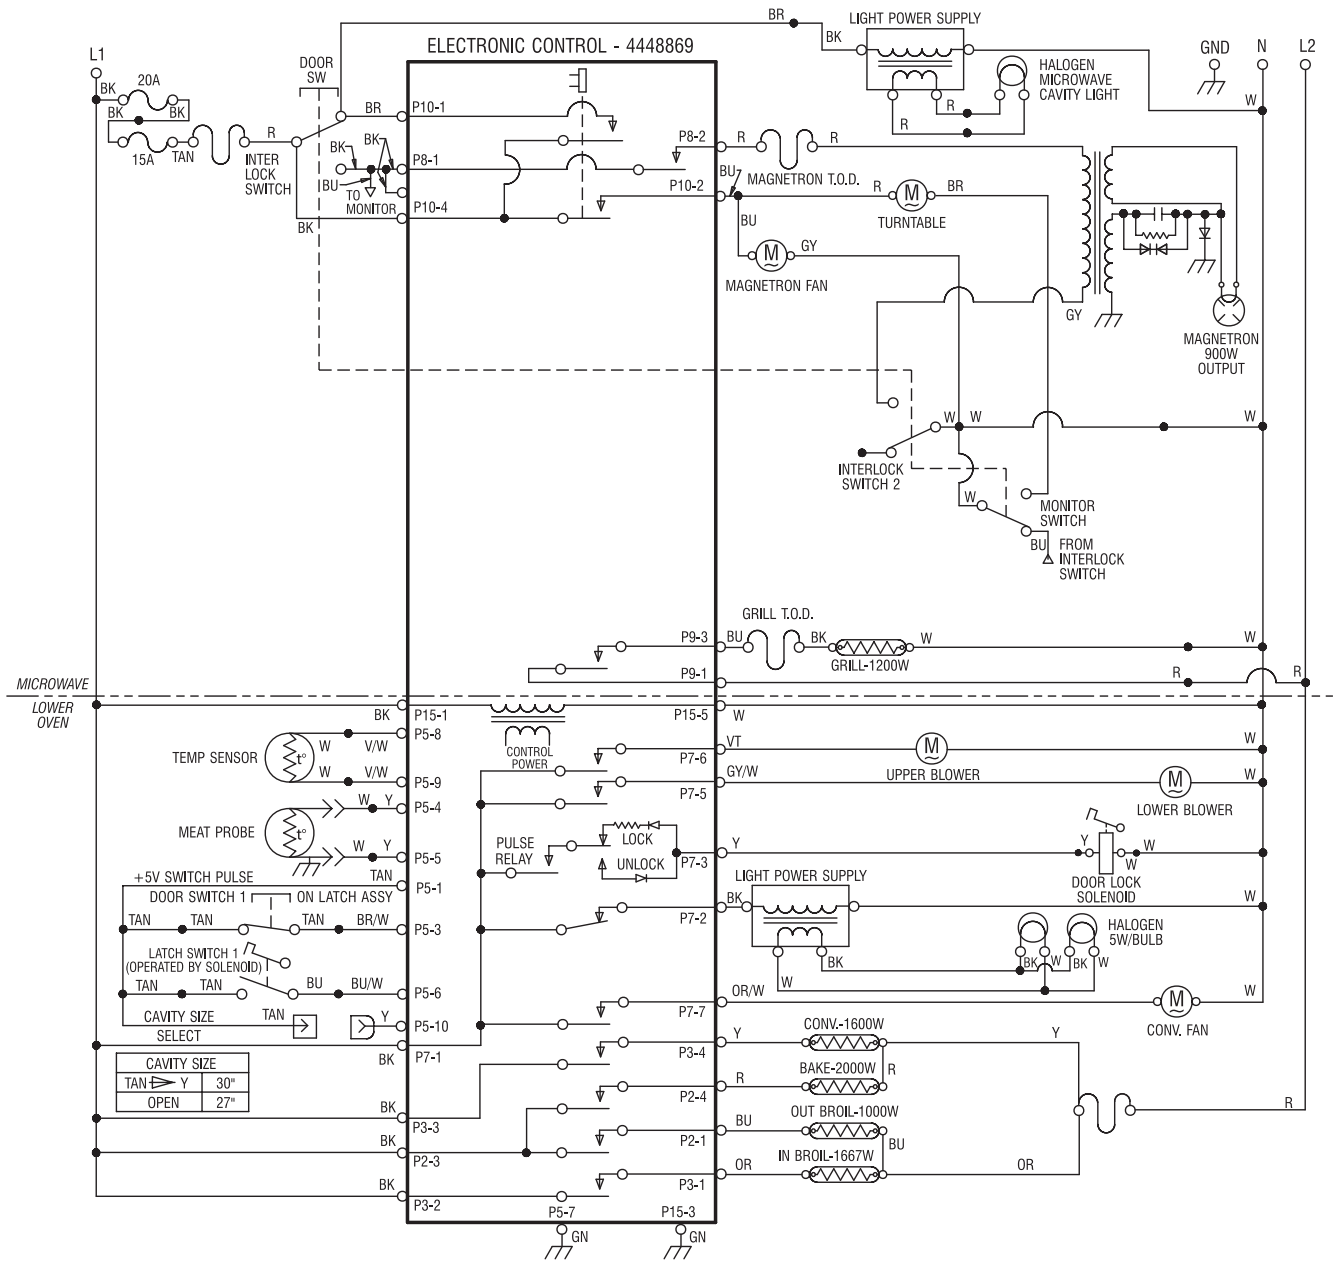 BR
LIGHT POWER SUPPLY
BK
L1
ELECTRONIC CONTROL - 4448869
GND
N
L2
DOOR
SW
HALOGEN
MICROWAVE
CAVITY LIGHT
BK
20A
BK
BK
15A
TAN
R
INTER
LOCK
SWITCH
BR
P10-1
R
R
W
BK
BK
P8-1
BU
TO
MONITOR
P10-4
BK
P8-2
R
R
MAGNETRON T.O.D.
BU
P10-2
R
M
BR
TURNTABLE
BU
M
GY
MAGNETRON FAN
GY
MAGNETRON
900W
OUTPUT
W
W
W
INTERLOCK
SWITCH 2
W
MONITOR
SWITCH
BU
FROM
INTERLOCK
SWITCH
GRILL T.O.D.
P9-3
BU
BK
W
W
GRILL-1200W
P9-1
R
R
MICROWAVE
LOWER
OVEN
BK
P15-1
P15-5
W
P5-8
CONTROL
POWER
TEMP SENSOR
t°
W
V/W
W
V/W
P5-9
VT
P7-6
M
UPPER BLOWER
W
GY/W
P7-5
M
LOWER BLOWER
W
MEAT PROBE
t°
W
Y
P5-4
W
Y
P5-5
PULSE
RELAY
LOCK
UNLOCK
P7-3
Y
Y
W
W
W
DOOR LOCK
SOLENOID
+5V SWITCH PULSE
TAN
P5-1
DOOR SWITCH 1
ON LATCH ASSY
TAN
TAN
TAN
BR/W
P5-3
LIGHT POWER SUPPLY
BK
P7-2
W
HALOGEN
5W/BULB
BK
W
BK
W
BK
W
LATCH SWITCH 1
(OPERATED BY SOLENOID)
TAN
TAN
BU
BU/W
P5-6
CAVITY SIZE
SELECT
TAN
Y
P5-10
BK
P7-1
OR/W
P7-7
M
W
CONV. FAN
CAVITY SIZE
TAN Y 30"
OPEN 27"
CONV.-1600W
P3-4
Y
Y
BAKE-2000W
R
P2-4
R
BK
P3-3
OUT BROIL-1000W
BU
P2-1
BU
R
BK
P2-3
IN BROIL-1667W
OR
P3-1
OR
BK
P3-2
P5-7
P15-3
GN
GN